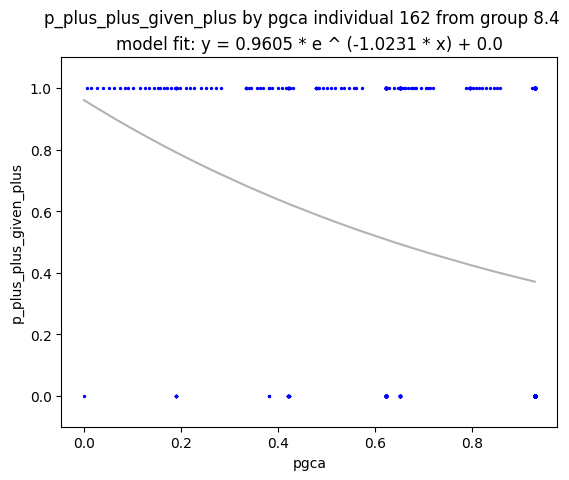 p_plus_plus_given_plus by pgca individual 162 from group 8.4
model fit: y = 0.9605 * e ^ (-1.0231 * x) + 0.0
1.0
0.8
0.6
0.4
0.2
0.0
p_plus_plus_given_plus
0.0 0.2 0.4 0.6 0.8
pgca